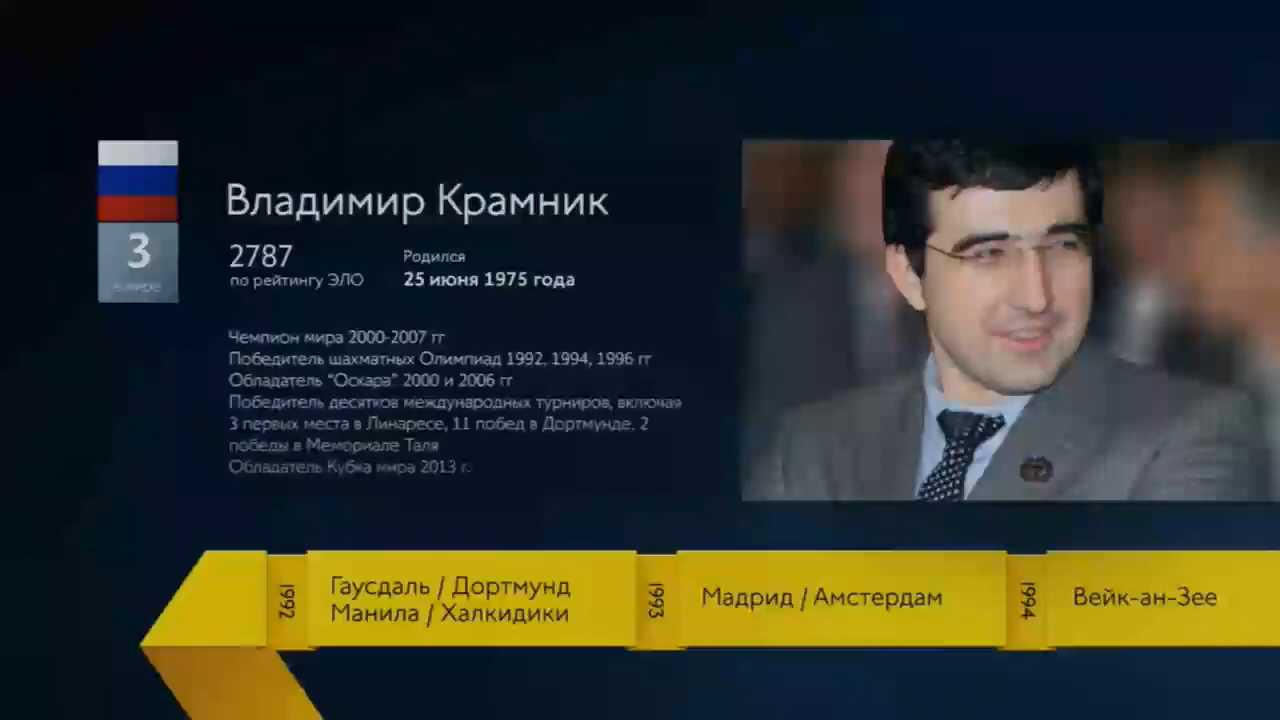 Владимир Крамник
3
2787
Родился
по рейтингу ЭЛО
25 июня 1975 года
Чемпион мира 2000-2007 гг
Победитель шахматных Олимпиад 1992, 1994, 1996 гг
Обладатель "Оскара" 2000 и 2006 гг
Победитель десятков международных турниров, включая
3 первых места в Линаресе, 11 побед в Дортмунде, 2
победы в Мемориале Таля
Обладатель Кубка мира 2013 г.
1992
Гаусдаль / Дортмунд
Манила / Халкидики
1993
Мадрид / Амстердам
1994
Вейк-ан-Зее